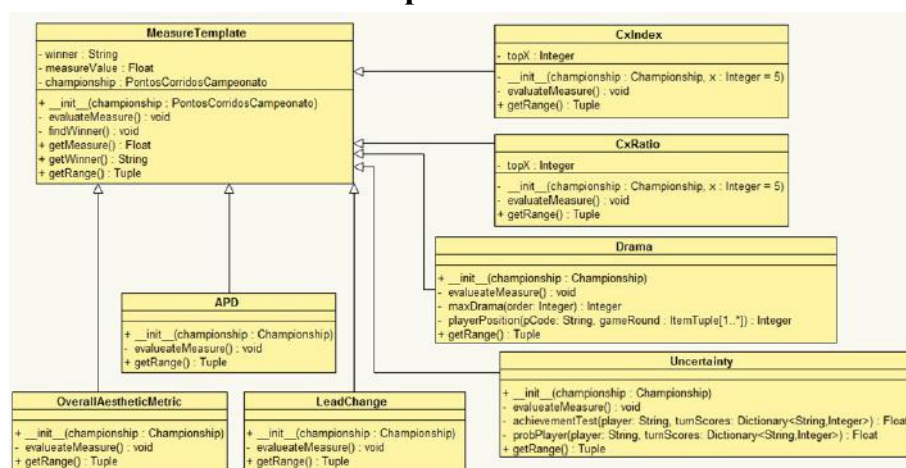 MeasureTemplate
- winner : String
- measureValue : Float
- championship : PontosCorridosCampeonato
+ __init__(championship : PontosCorridosCampeonato)
- evaluateMeasure() : void
- findWinner() : void
+ getMeasure() : Float
+ getWinner() : String
+ getRange() : Tuple
CxIndex
- topX : Integer
- __init__(championship : Championship, x : Integer = 5)
- evaluateMeasure() : void
+ getRange() : Tuple
CxRatio
- topX : Integer
- __init__(championship : Championship, x : Integer = 5)
- evaluateMeasure() : void
+ getRange() : Tuple
Drama
+ __init__(championship : Championship)
- evalueateMeasure() : void
- maxDrama(order: Integer) : Integer
- playerPosition(pCode: String, gameRound : ItemTuple[1..*]) : Integer
+ getRange() : Tuple
APD
+ __init__(championship : Championship)
- evalueateMeasure() : void
+ getRange() : Tuple
Uncertainty
+ __init__(championship : Championship)
- evalueateMeasure() : void
- achievementTest(player: String, turnScores: Dictionary<String,Integer>) : Float
- probPlayer(player: String, turnScores: Dictionary<String,Integer>) : Float
+ getRange() : Tuple
OverallAestheticMetric
+ __init__(championship : Championship)
- evalueateMeasure() : void
+ getRange() : Tuple
LeadChange
+ __init__(championship : Championship)
- evalueateMeasure() : void
+ getRange() : Tuple